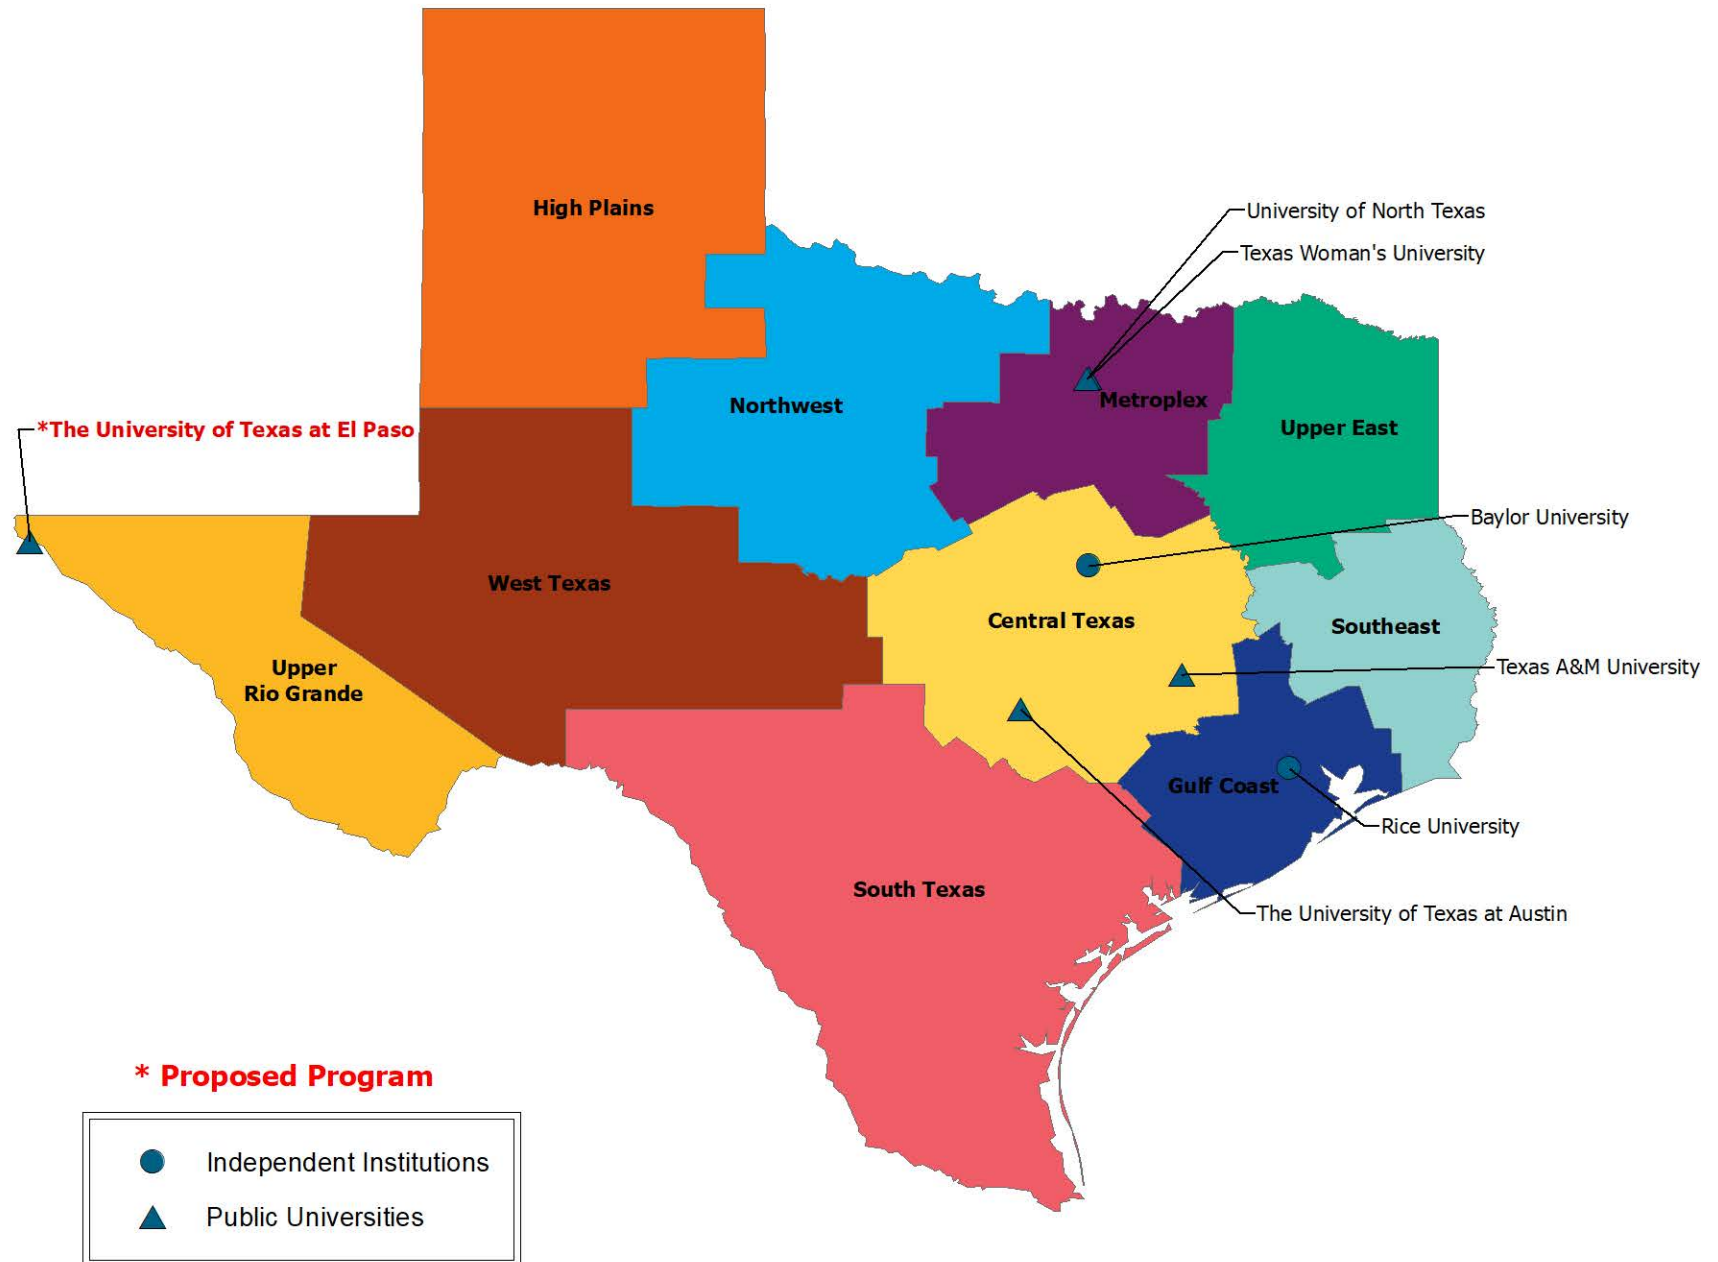 High Plains
University of North Texas
Texas Woman's University
Northwest
Metroplex
Upper East
*The University of Texas at El Paso
Baylor University
West Texas
Central Texas
Southeast
Upper
Rio Grande
Texas A&M University
Gulf Coast
Rice University
South Texas
The University of Texas at Austin
* Proposed Program
Independent Institutions
Public Universities